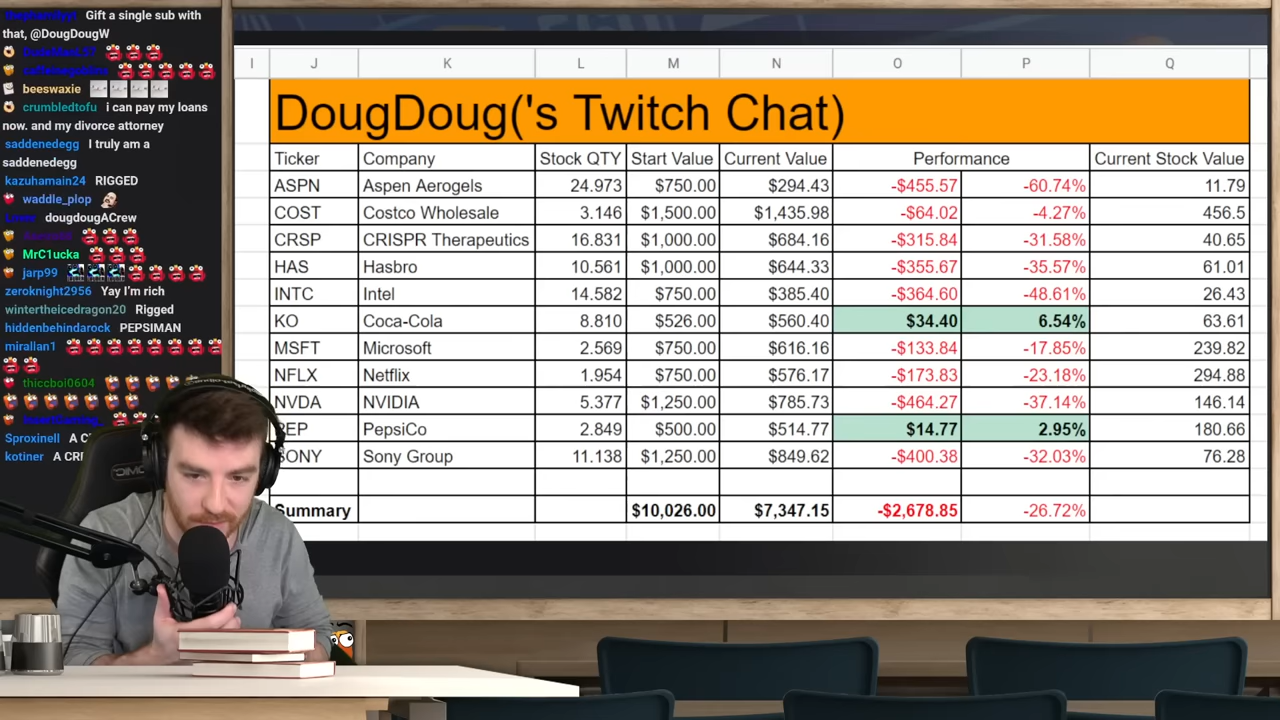 Gift a single sub with
that, @DougDougW
beeswaxie
crumbledtofu i can pay my loans
now. and my divorce attorney
saddenedegg I truly am a
saddenedegg
kazuhamain24 RIGGED
waddle_plop
dougdougACrew
MrC1ucka
jarp99
zeroknight2956 Yay I'm rich
wintertheicedragon20 Rigged
hiddenbehindarock PEPSIMAN
mirallan1
thiccboi0604
Sproxinell A C
kotiner A CR
I J K L M N O P Q
DougDoug('s Twitch Chat)
Ticker Company Stock QTY Start Value Current Value Performance Current Stock Value
ASPN Aspen Aerogels 24.973 $750.00 $294.43 -$455.57 -60.74% 11.79
COST Costco Wholesale 3.146 $1,500.00 $1,435.98 -$64.02 -4.27% 456.5
CRSP CRISPR Therapeutics 16.831 $1,000.00 $684.16 -$315.84 -31.58% 40.65
HAS Hasbro 10.561 $1,000.00 $644.33 -$355.67 -35.57% 61.01
INTC Intel 14.582 $750.00 $385.40 -$364.60 -48.61% 26.43
KO Coca-Cola 8.810 $526.00 $560.40 $34.40 6.54% 63.61
MSFT Microsoft 2.569 $750.00 $616.16 -$133.84 -17.85% 239.82
NFLX Netflix 1.954 $750.00 $576.17 -$173.83 -23.18% 294.88
NVDA NVIDIA 5.377 $1,250.00 $785.73 -$464.27 -37.14% 146.14
PEP PepsiCo 2.849 $500.00 $514.77 $14.77 2.95% 180.66
SONY Sony Group 11.138 $1,250.00 $849.62 -$400.38 -32.03% 76.28
Summary $10,026.00 $7,347.15 -$2,678.85 -26.72%